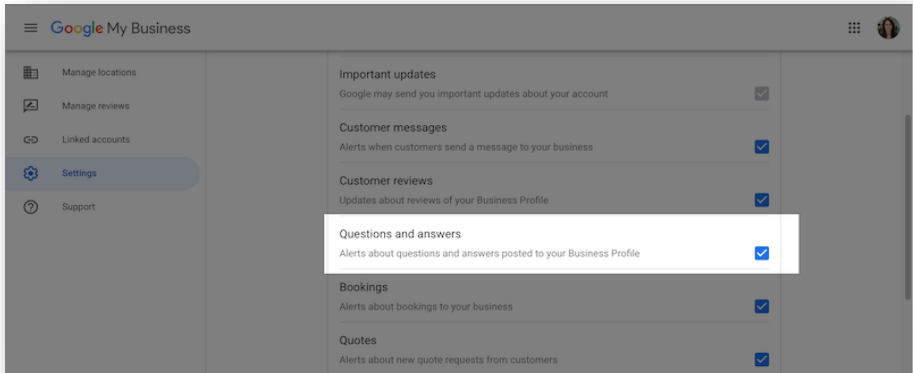 Google My Business
Manage locations
Manage reviews
Linked accounts
Settings
Support
Important updates
Google may send you important updates about your account
Customer messages
Alerts when customers send a message to your business
Customer reviews
Updates about reviews of your Business Profile
Questions and answers
Alerts about questions and answers posted to your Business Profile
Bookings
Alerts about bookings to your business
Quotes
Alerts about new quote requests from customers